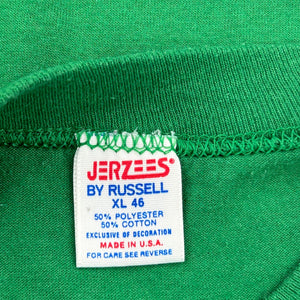 JERZEES
BY RUSSELL
XL 46
50% POLYESTER
50% COTTON
EXCLUSIVE OF DECORATION
MADE IN U.S.A.
FOR CARE SEE REVERSE